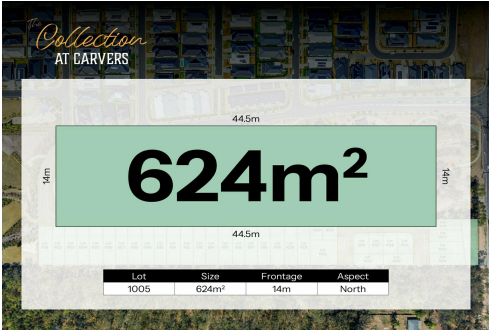 The
Collection
AT CARVERS
44.5m
14m
624m²
14m
44.5m
Lot Size Frontage Aspect
1005 624m² 14m North